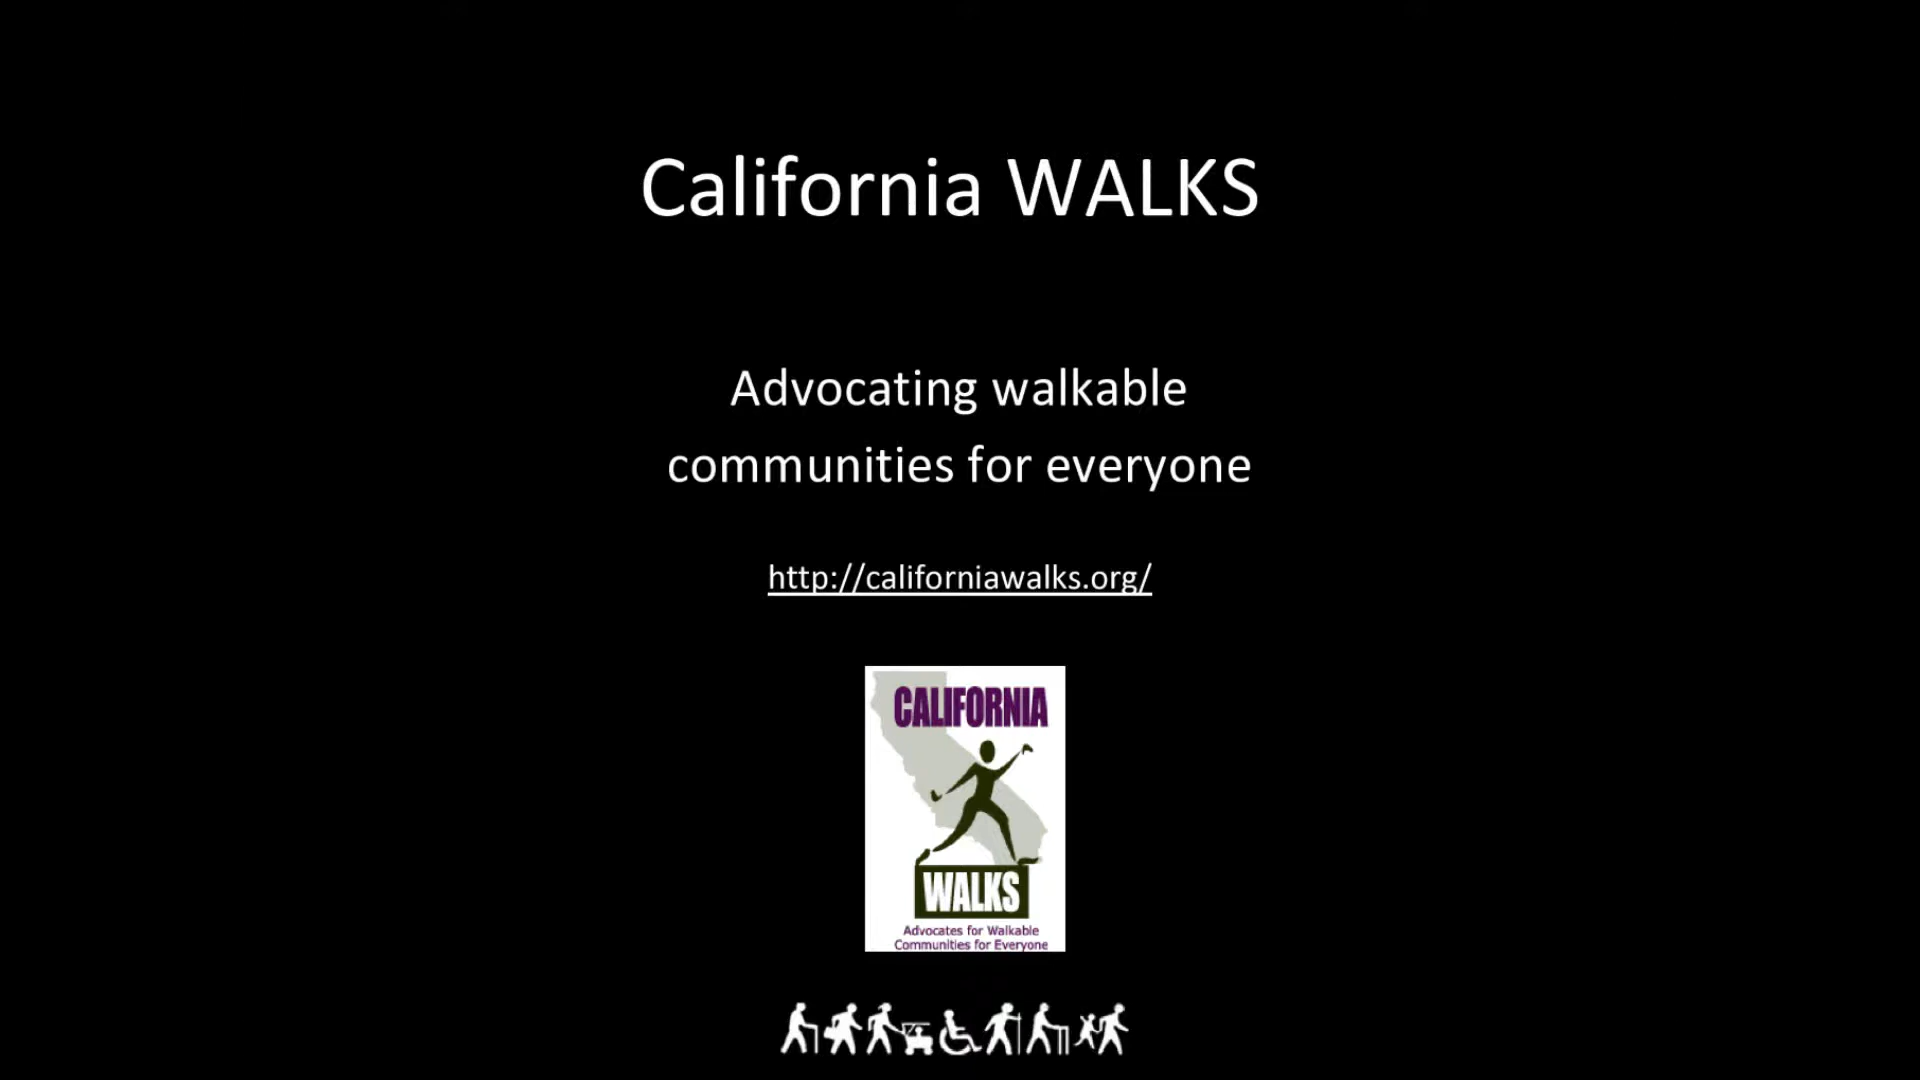 California WALKS
Advocating walkable
communities for everyone
http://californiawalks.org/
CALIFORNIA
WALKS
Advocates for Walkable
Communities for Everyone